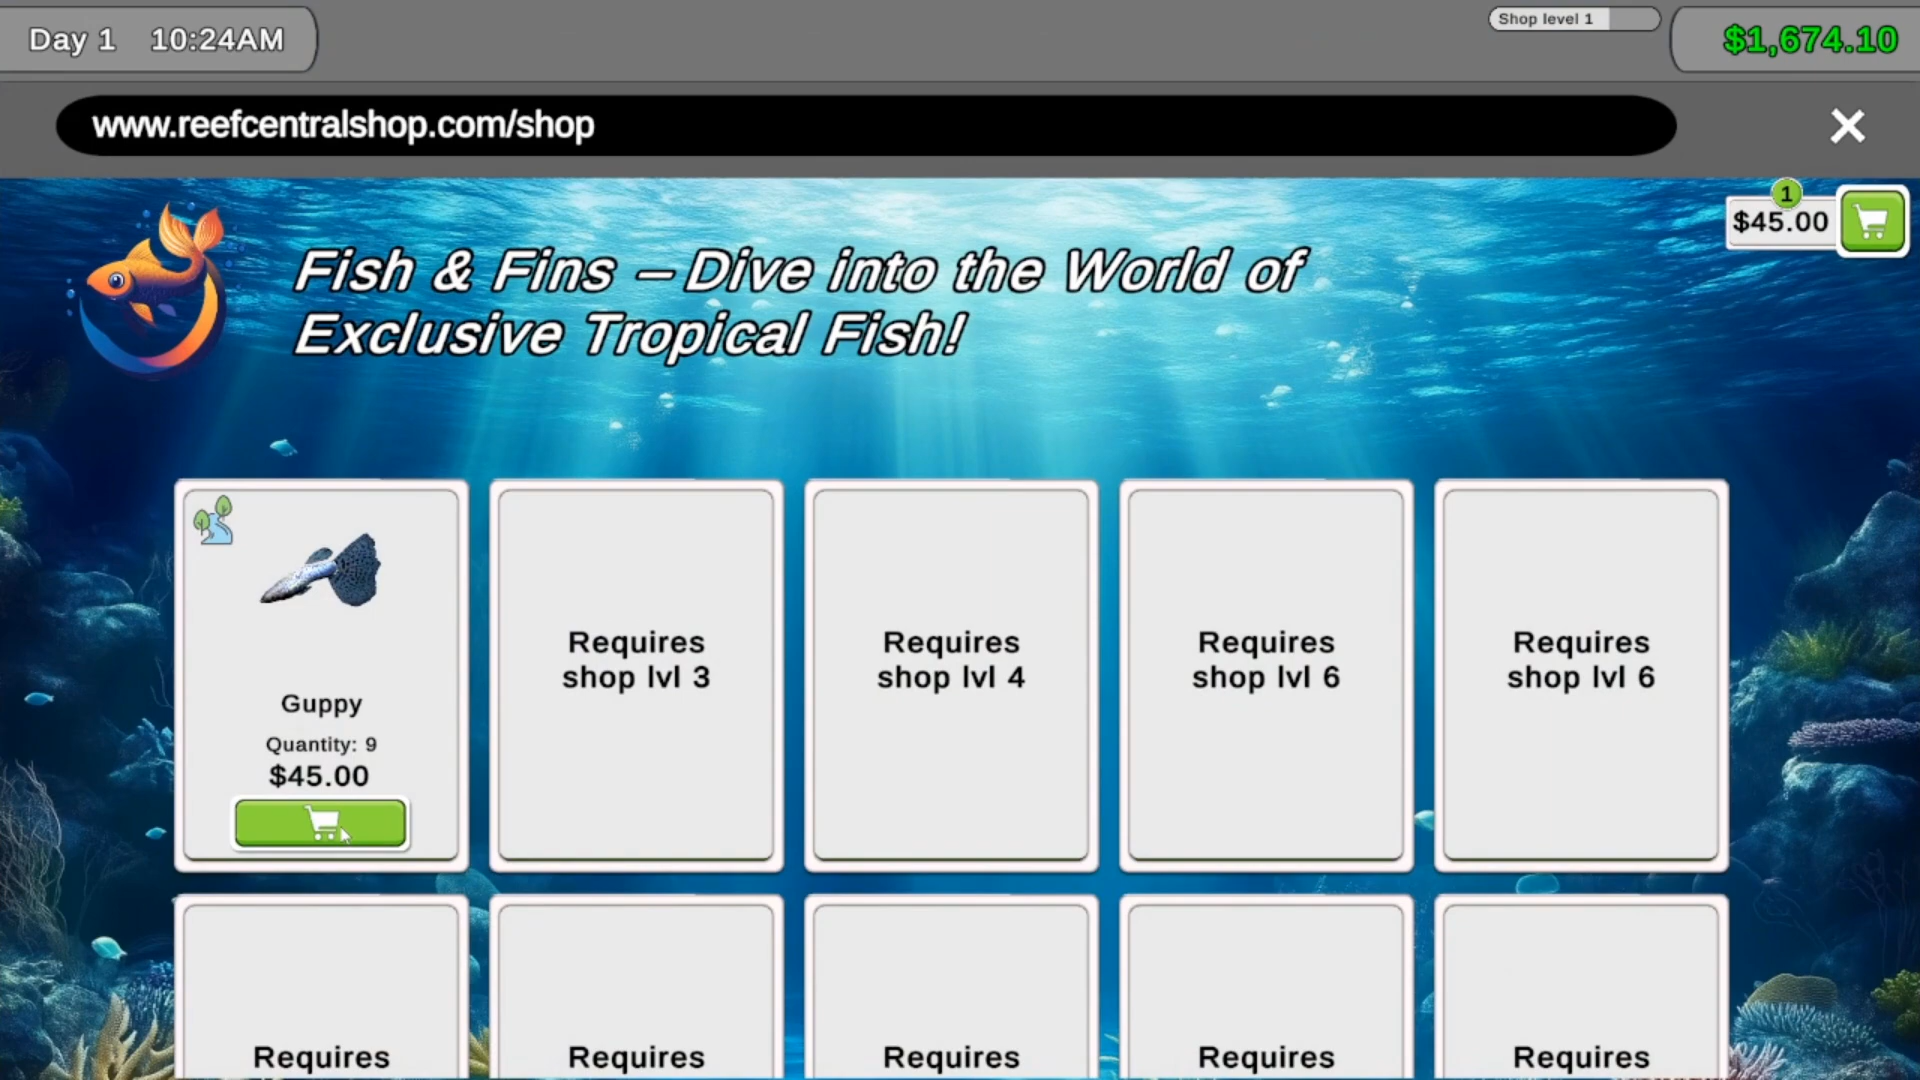 Day 1 10:24AM
Shop level 1
$1,674.10
www.reefcentralshop.com/shop
1
$45.00
Fish & Fins – Dive into the World of
Exclusive Tropical Fish!
Guppy
Quantity: 9
$45.00
Requires
shop lvl 3
Requires
shop lvl 4
Requires
shop lvl 6
Requires
shop lvl 6
Requires
Requires
Requires
Requires
Requires